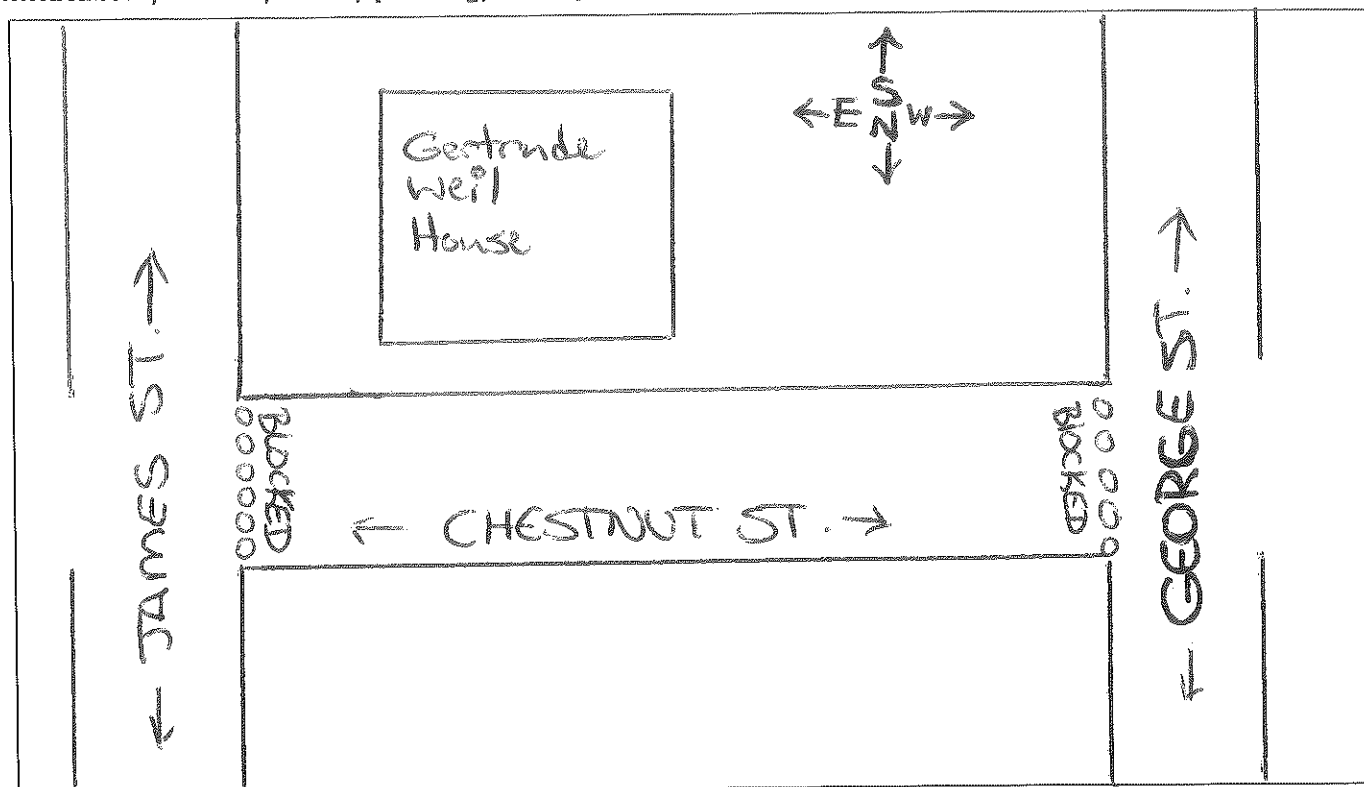 Gertrude
Weil
House
S
E W
N
JAMES ST.
BLOCKED
CHESTNUT ST.
BLOCKED
GEORGE ST.